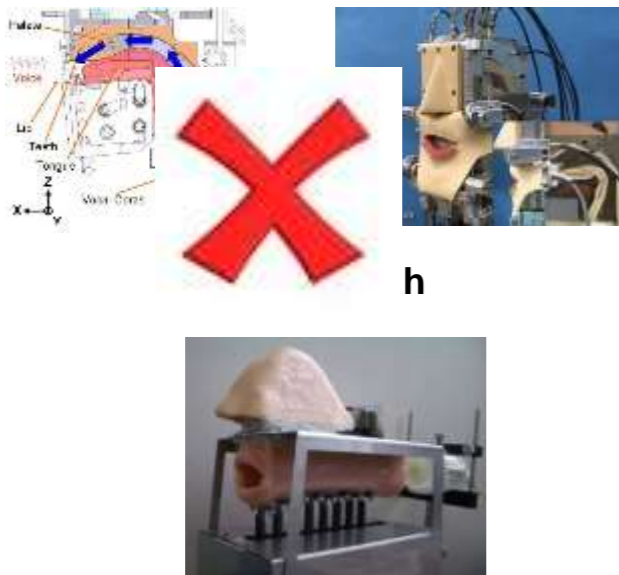 Palate
Voice
Lip
Teeth
Tongue
Z
X
Y
Vocal Cords
h